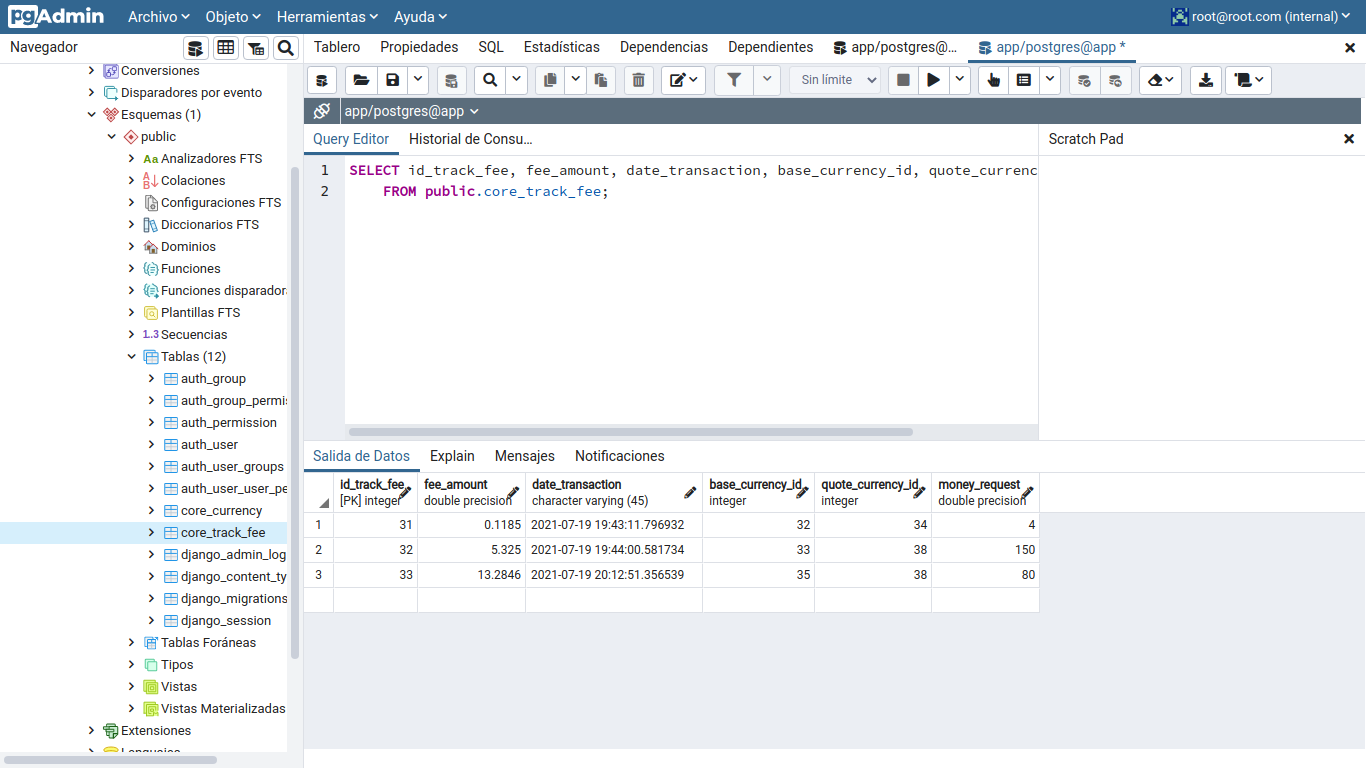 pgAdmin Archivo Objeto Herramientas Ayuda root@root.com (internal)
Navegador
Tablero Propiedades SQL Estadísticas Dependencias Dependientes app/postgres@... app/postgres@app *
Sin límite
app/postgres@app
Query Editor Historial de Consu...
Scratch Pad
1 SELECT id_track_fee, fee_amount, date_transaction, base_currency_id, quote_currenc
2 FROM public.core_track_fee;
Conversiones
Disparadores por evento
Esquemas (1)
public
Aa Analizadores FTS
Colaciones
Configuraciones FTS
Diccionarios FTS
Dominios
Funciones
Funciones disparador
Plantillas FTS
1..3 Secuencias
Tablas (12)
auth_group
auth_group_permis
auth_permission
auth_user
auth_user_groups
auth_user_user_pe
core_currency
core_track_fee
django_admin_log
django_content_ty
django_migrations
django_session
Tablas Foráneas
Tipos
Vistas
Vistas Materializadas
Extensiones
Lenguajes
Salida de Datos Explain Mensajes Notificaciones
id_track_fee fee_amount date_transaction base_currency_id quote_currency_id money_request
[PK] integer double precision character varying (45) integer integer double precision
1 31 0.1185 2021-07-19 19:43:11.796932 32 34 4
2 32 5.325 2021-07-19 19:44:00.581734 33 38 150
3 33 13.2846 2021-07-19 20:12:51.356539 35 38 80